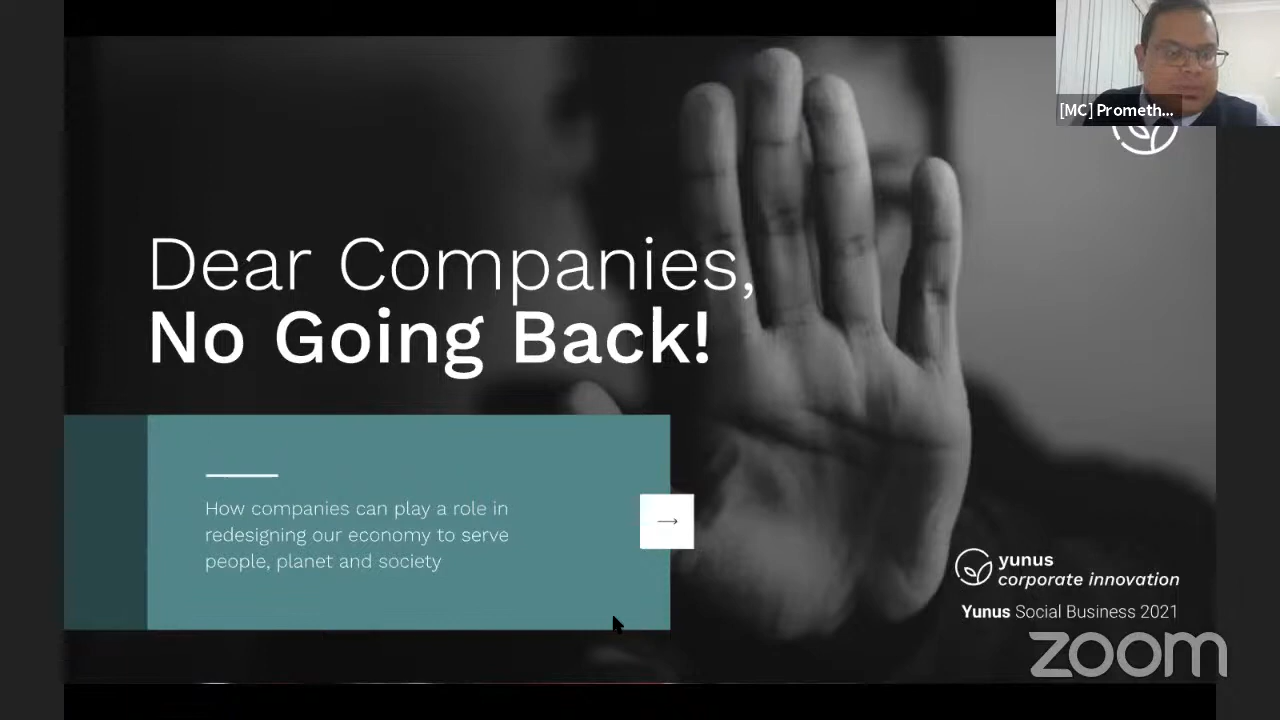 [MC] Prometh...
Dear Companies,
No Going Back!
How companies can play a role in
redesigning our economy to serve
people, planet and society
yunus
corporate innovation
Yunus Social Business 2021
zoom